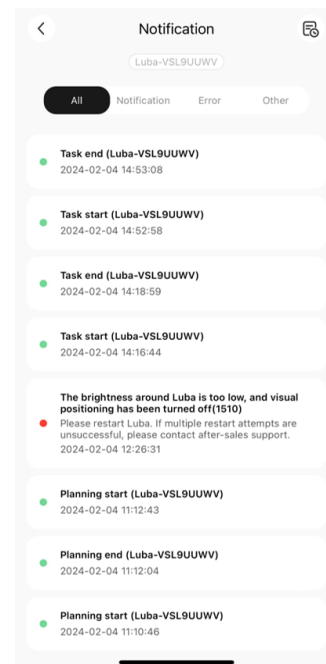 Notification
Luba-VSL9UUWV
All Notification Error Other
Task end (Luba-VSL9UUWV)
2024-02-04 14:53:08
Task start (Luba-VSL9UUWV)
2024-02-04 14:52:58
Task end (Luba-VSL9UUWV)
2024-02-04 14:18:59
Task start (Luba-VSL9UUWV)
2024-02-04 14:16:44
The brightness around Luba is too low, and visual
positioning has been turned off(1510)
Please restart Luba. If multiple restart attempts are
unsuccessful, please contact after-sales support.
2024-02-04 12:26:31
Planning start (Luba-VSL9UUWV)
2024-02-04 11:12:43
Planning end (Luba-VSL9UUWV)
2024-02-04 11:12:04
Planning start (Luba-VSL9UUWV)
2024-02-04 11:10:46